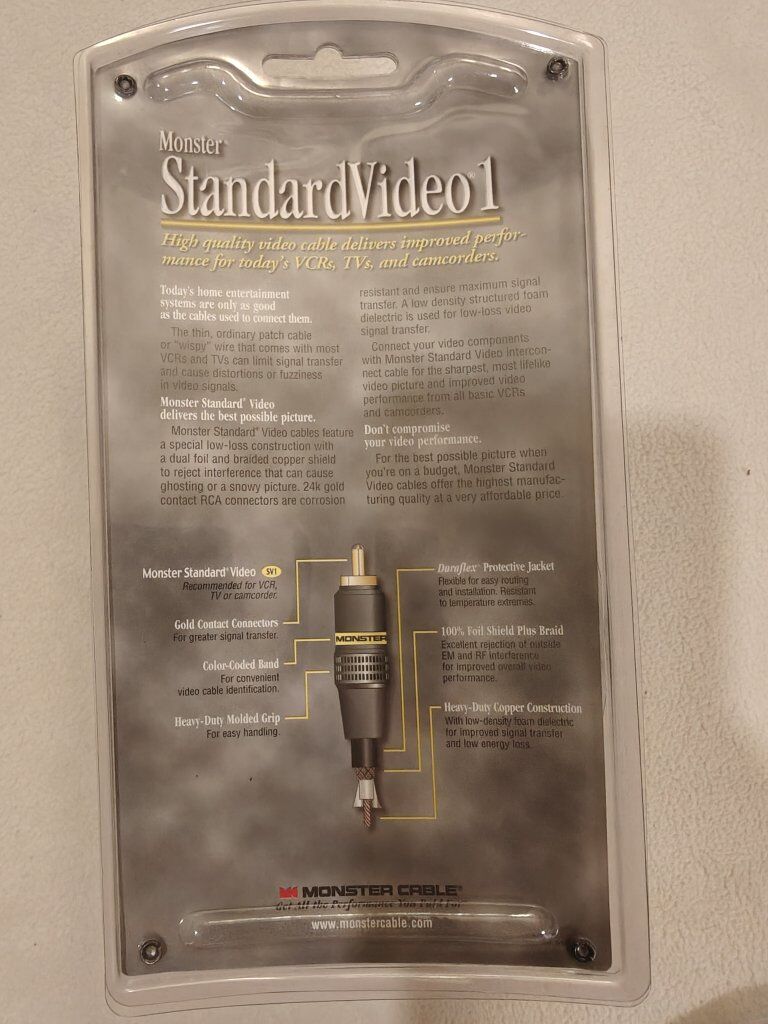 Monster
StandardVideo® 1
High quality video cable delivers improved perfor-
mance for today's VCRs, TVs, and camcorders.
Today's home entertainment
systems are only as good
as the cables used to connect them.
The thin, ordinary patch cable
or "wispy" wire that comes with most
VCRs and TVs can limit signal transfer
and cause distortions or fuzziness
in video signals.
Monster Standard® Video
delivers the best possible picture.
Monster Standard® Video cables feature
a special low-loss construction with
a dual foil and braided copper shield
to reject interference that can cause
ghosting or a snowy picture. 24k gold
contact RCA connectors are corrosion
resistant and ensure maximum signal
transfer. A low density structured foam
dielectric is used for low-loss video
signal transfer.
Connect your video components
with Monster Standard Video intercon-
nect cable for the sharpest, most lifelike
video picture and improved video
performance from all basic VCRs
and camcorders.
Don't compromise
your video performance.
For the best possible picture when
you're on a budget, Monster Standard
Video cables offer the highest manufac-
turing quality at a very affordable price.
Monster Standard® Video SV1
Recommended for VCR,
TV or camcorder.
Gold Contact Connectors
For greater signal transfer.
Color-Coded Band
For convenient
video cable identification.
Heavy-Duty Molded Grip
For easy handling.
MONSTER
Duraflex® Protective Jacket
Flexible for easy routing
and installation. Resistant
to temperature extremes.
100% Foil Shield Plus Braid
Excellent rejection of outside
EM and RF interference
for improved overall video
performance.
Heavy-Duty Copper Construction
With low-density foam dielectric
for improved signal transfer
and low energy loss.
MONSTER CABLE®
Get All the Performance You Paid For
www.monstercable.com